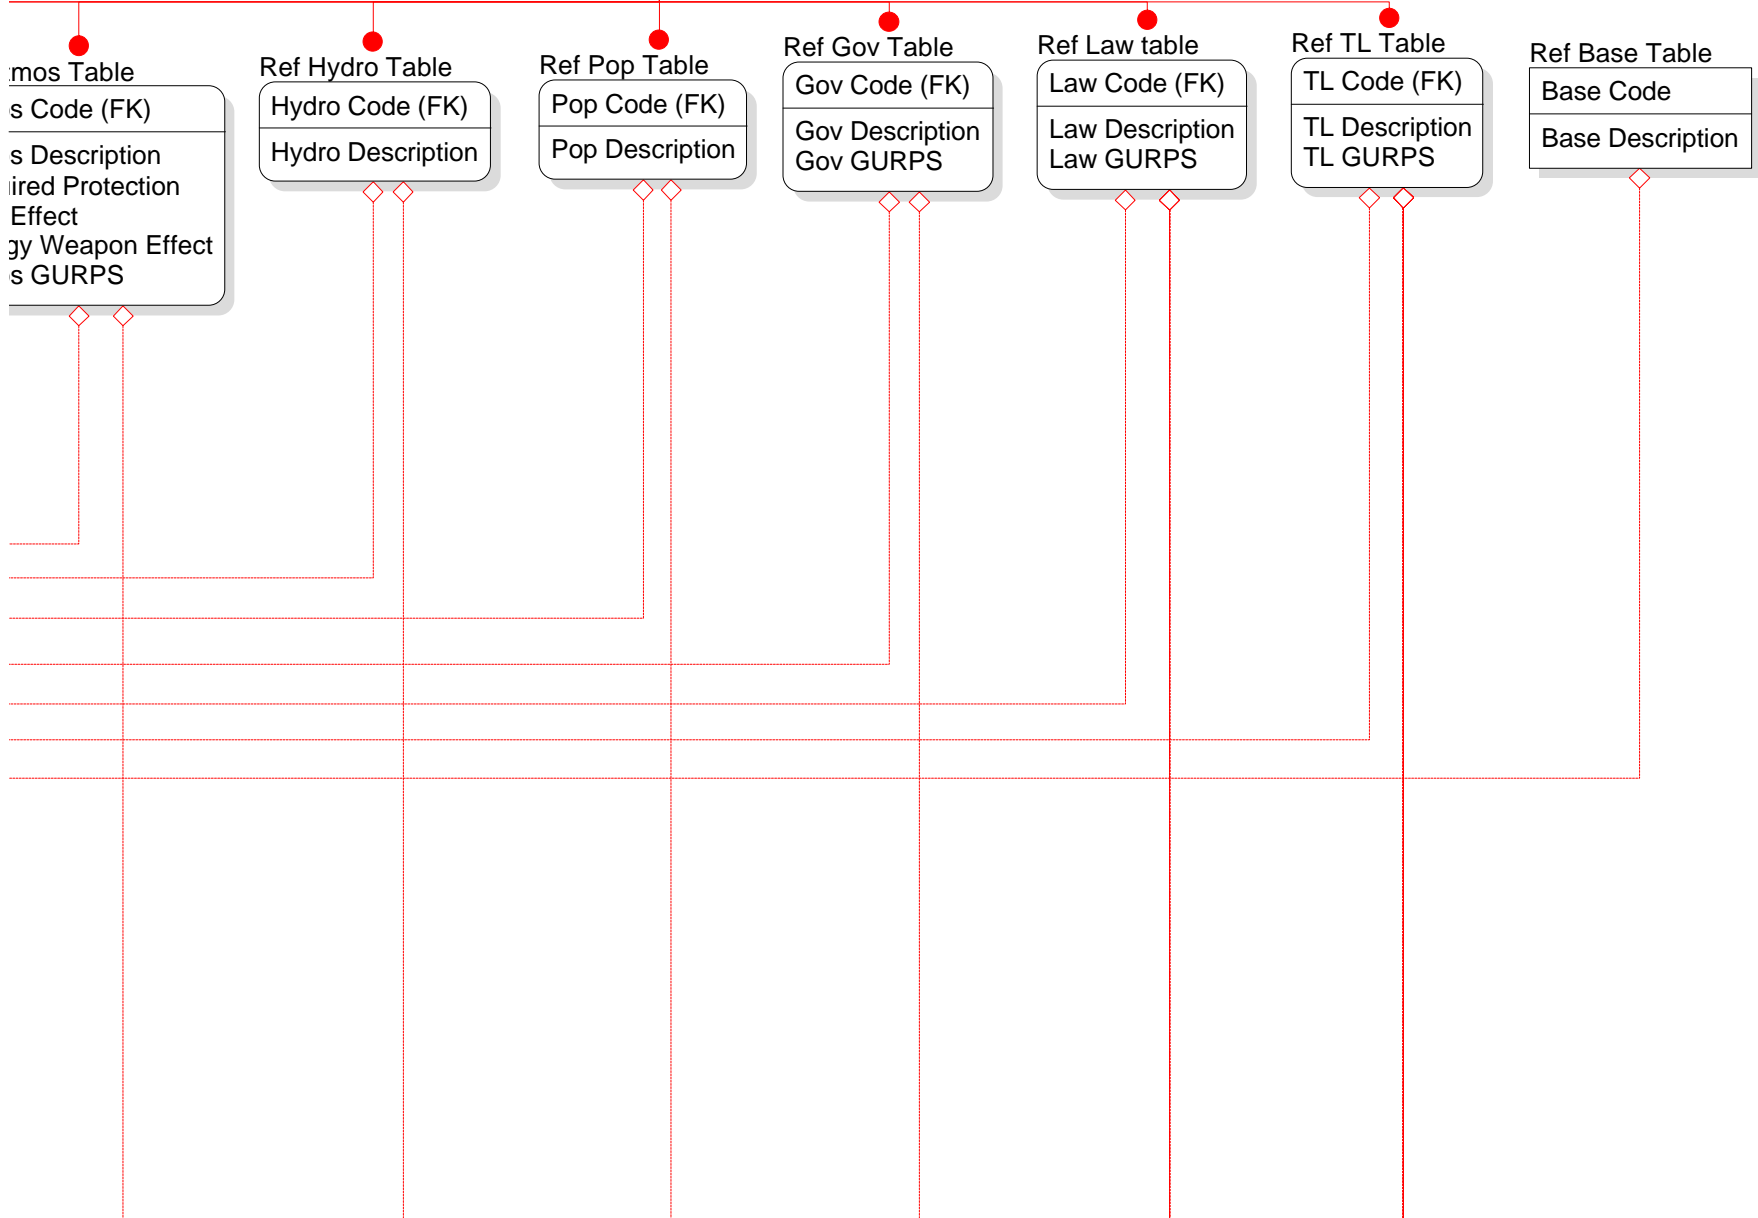 tmos Table
s Code (FK)
s Description
ired Protection
Effect
gy Weapon Effect
s GURPS
Ref Hydro Table
Hydro Code (FK)
Hydro Description
Ref Pop Table
Pop Code (FK)
Pop Description
Ref Gov Table
Gov Code (FK)
Gov Description
Gov GURPS
Ref Law table
Law Code (FK)
Law Description
Law GURPS
Ref TL Table
TL Code (FK)
TL Description
TL GURPS
Ref Base Table
Base Code
Base Description